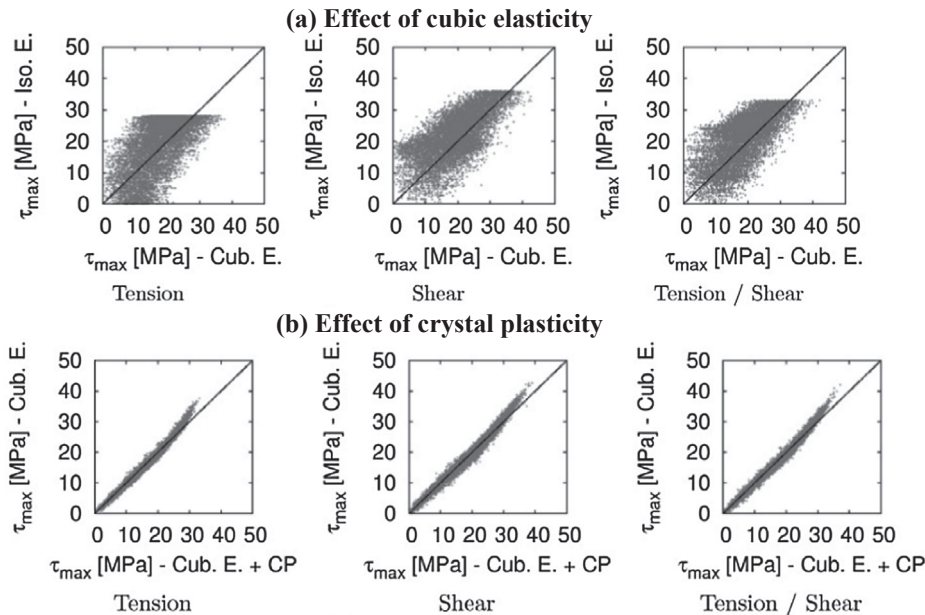 (a) Effect of cubic elasticity
τmax [MPa] - Iso. E.
50
40
30
20
10
0
0 10 20 30 40 50
τmax [MPa] - Cub. E.
Tension
τmax [MPa] - Iso. E.
50
40
30
20
10
0
0 10 20 30 40 50
τmax [MPa] - Cub. E.
Shear
τmax [MPa] - Iso. E.
50
40
30
20
10
0
0 10 20 30 40 50
τmax [MPa] - Cub. E.
Tension / Shear
(b) Effect of crystal plasticity
τmax [MPa] - Cub. E.
50
40
30
20
10
0
0 10 20 30 40 50
τmax [MPa] - Cub. E. + CP
Tension
τmax [MPa] - Cub. E.
50
40
30
20
10
0
0 10 20 30 40 50
τmax [MPa] - Cub. E. + CP
Shear
τmax [MPa] - Cub. E.
50
40
30
20
10
0
0 10 20 30 40 50
τmax [MPa] - Cub. E. + CP
Tension / Shear